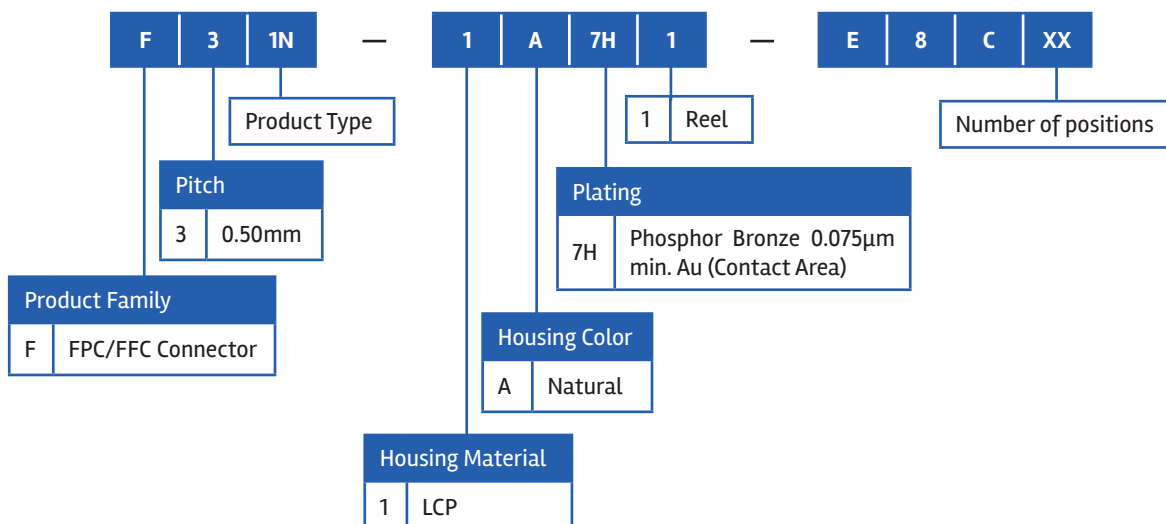 F 3 1N — 1 A 7H 1 — E 8 C XX
Product Type
1 Reel
Number of positions
Pitch
3 0.50mm
Plating
7H Phosphor Bronze 0.075µm
min. Au (Contact Area)
Product Family
F FPC/FFC Connector
Housing Color
A Natural
Housing Material
1 LCP